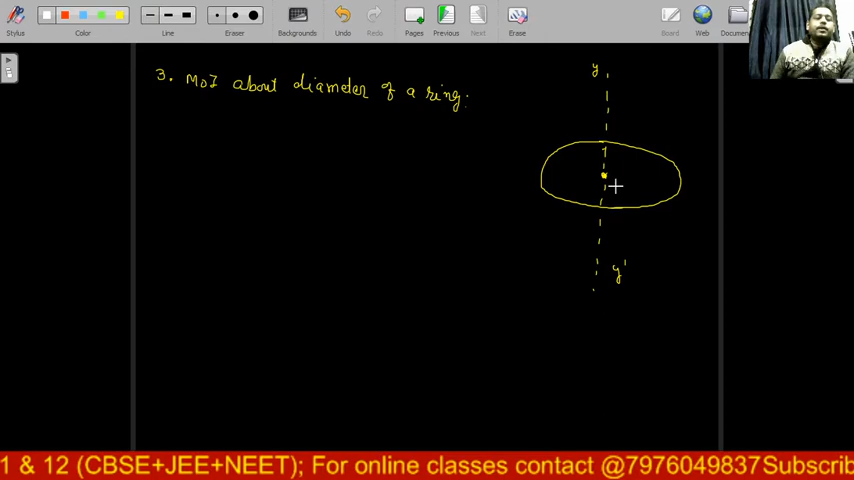 Stylus
Color
Line
Eraser
Backgrounds
Undo
Redo
Pages
Previous
Next
Erase
Board
Web
Documen
3. MOI about diameter of a ring.
y
y'
1 & 12 (CBSE+JEE+NEET); For online classes contact @7976049837Subscrib